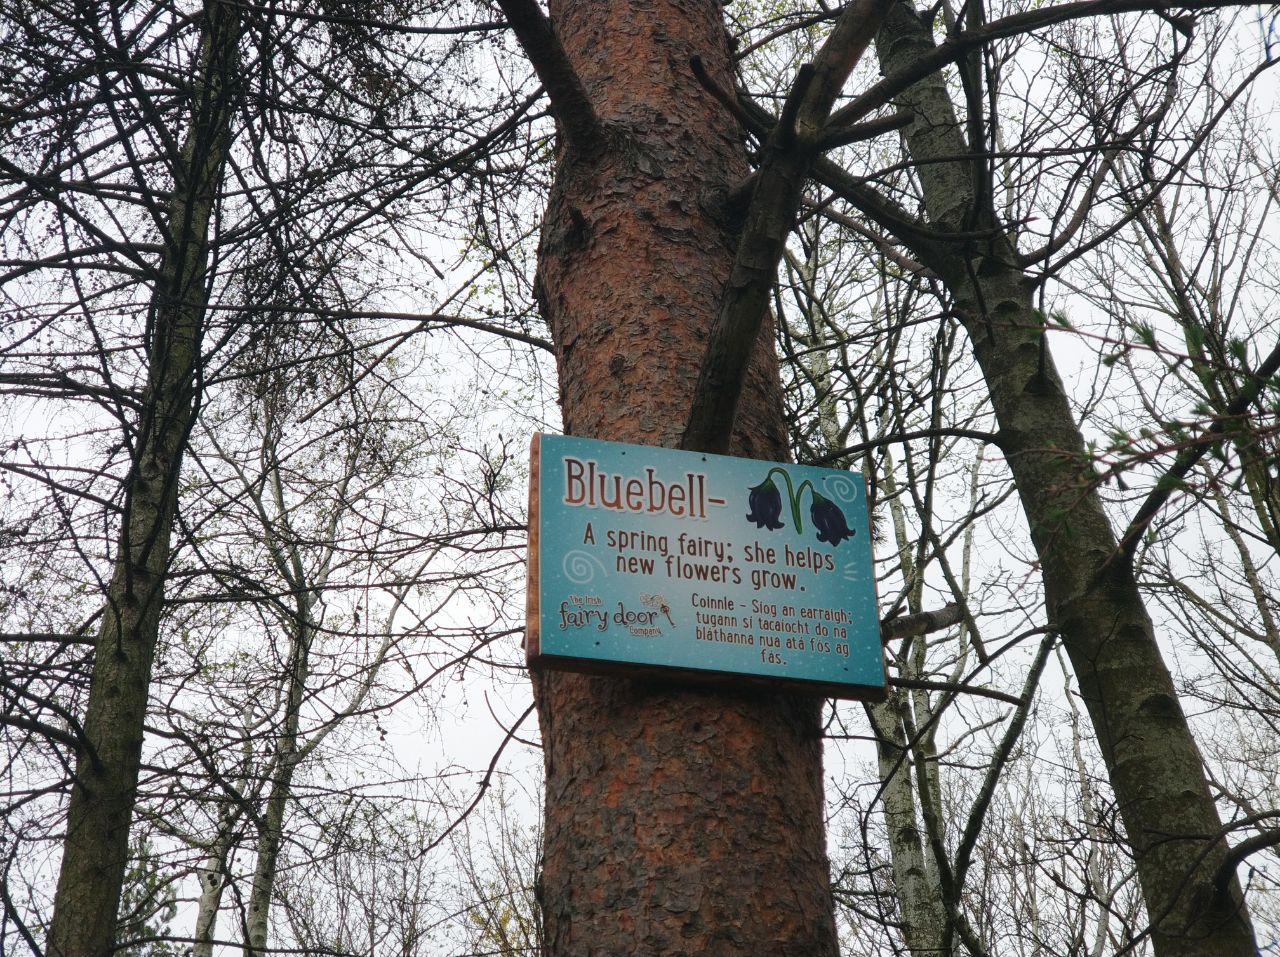 Bluebell-
A spring fairy; she helps
new flowers grow.
The Irish
fairy door
Company
Coinnle - Síog an earraigh;
tugann sí tacaíocht do na
bláthanna nua atá fós ag
fás.